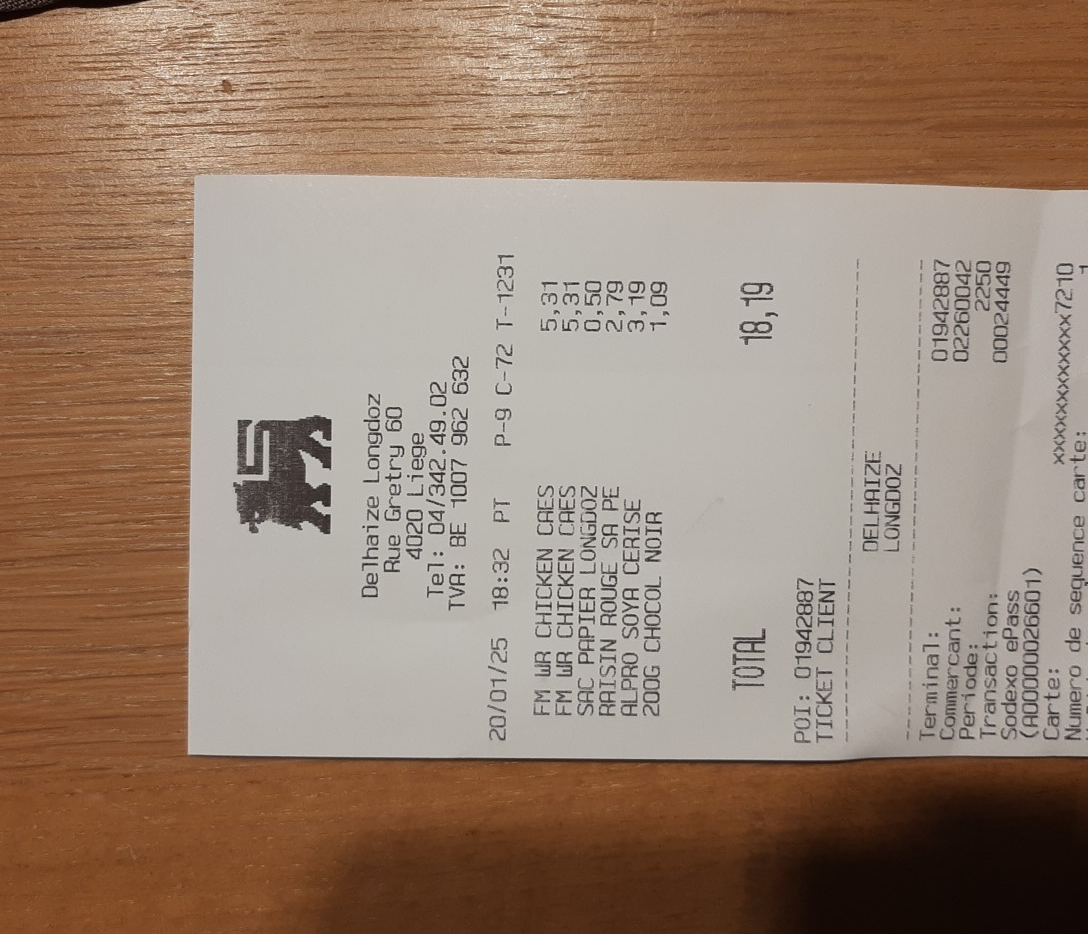 Delhaize Longdoz
Rue Gretry 60
4020 Liege
Tel: 04/342.49.02
TVA: BE 1007 962 632
20/01/25 18:32 PT P-9 C-72 T-1231
FM WR CHICKEN CAES 5,31
FM WR CHICKEN CAES 5,31
SAC PAPIER LONGDOZ 0,50
RAISIN ROUGE SA PE 2,79
ALPRO SOYA CERISE 3,19
200G CHOCOL NOIR 1,09
TOTAL 18,19
POI: 01942887
TICKET CLIENT
DELHAIZE
LONGDOZ
Terminal: 01942887
Commercant: 02260042
Periode: 2250
Transaction: 00024449
Sodexo ePass
(A0000026601)
Carte: xxxxxxxxxxxxx7210
Numero de sequence carte: 1